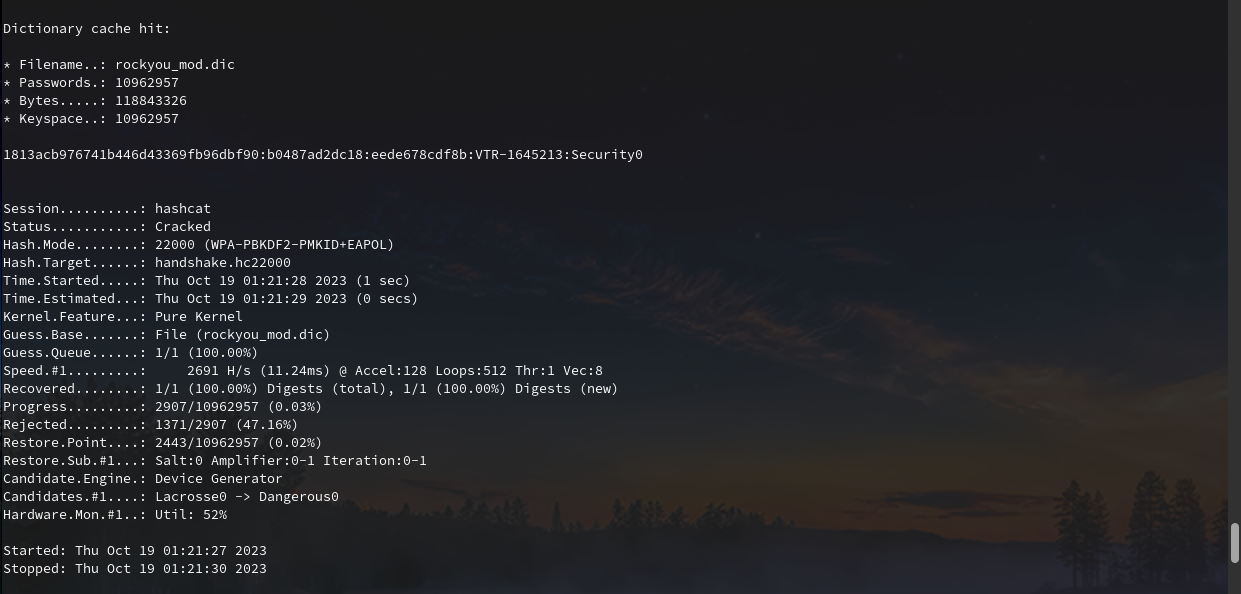 Dictionary cache hit:
* Filename..: rockyou_mod.dic
* Passwords.: 10962957
* Bytes.....: 118843326
* Keyspace..: 10962957
1813acb976741b446d43369fb96dbf90:b0487ad2dc18:eede678cdf8b:VTR-1645213:Security0
Session..........: hashcat
Status...........: Cracked
Hash.Mode........: 22000 (WPA-PBKDF2-PMKID+EAPOL)
Hash.Target......: handshake.hc22000
Time.Started.....: Thu Oct 19 01:21:28 2023 (1 sec)
Time.Estimated...: Thu Oct 19 01:21:29 2023 (0 secs)
Kernel.Feature...: Pure Kernel
Guess.Base.......: File (rockyou_mod.dic)
Guess.Queue......: 1/1 (100.00%)
Speed.#1.........:     2691 H/s (11.24ms) @ Accel:128 Loops:512 Thr:1 Vec:8
Recovered........: 1/1 (100.00%) Digests (total), 1/1 (100.00%) Digests (new)
Progress.........: 2907/10962957 (0.03%)
Rejected.........: 1371/2907 (47.16%)
Restore.Point....: 2443/10962957 (0.02%)
Restore.Sub.#1...: Salt:0 Amplifier:0-1 Iteration:0-1
Candidate.Engine.: Device Generator
Candidates.#1....: Lacrosse0 -> Dangerous0
Hardware.Mon.#1..: Util: 52%
Started: Thu Oct 19 01:21:27 2023
Stopped: Thu Oct 19 01:21:30 2023